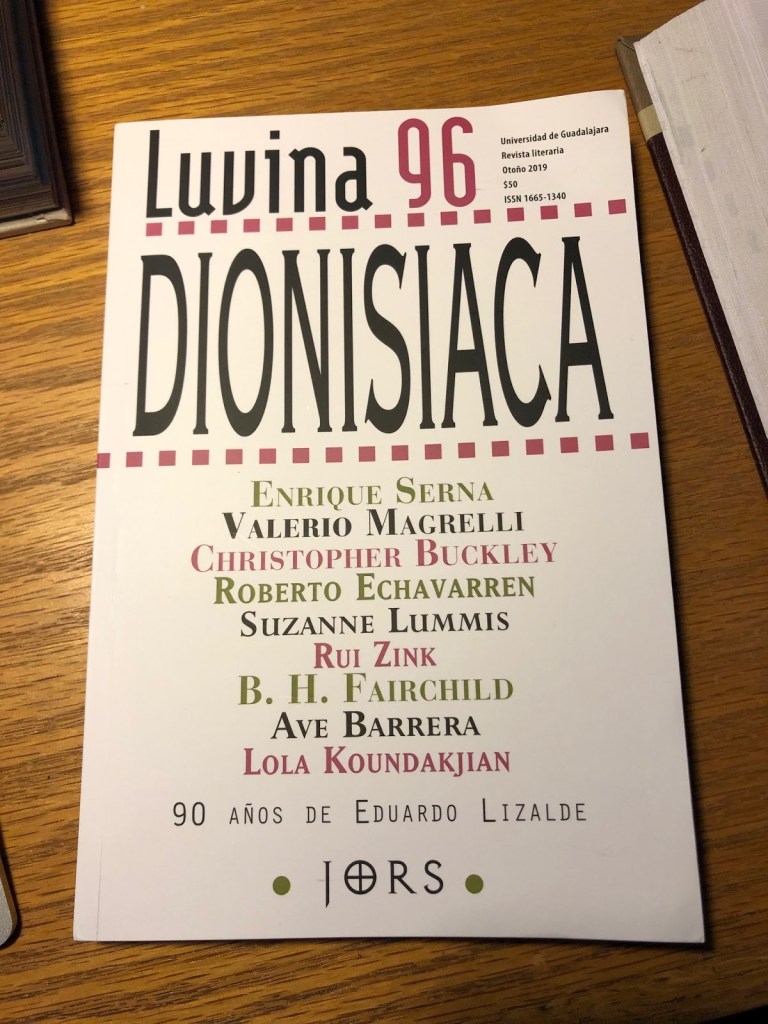 Luvina 96
Universidad de Guadalajara
Revista literaria
Otoño 2019
$50
ISSN 1665-1340
DIONISIACA
Enrique Serna
Valerio Magrelli
Christopher Buckley
Roberto Echavarren
Suzanne Lummis
Rui Zink
B. H. Fairchild
Ave Barrera
Lola Koundakjian
90 años de Eduardo Lizalde
• JORS •